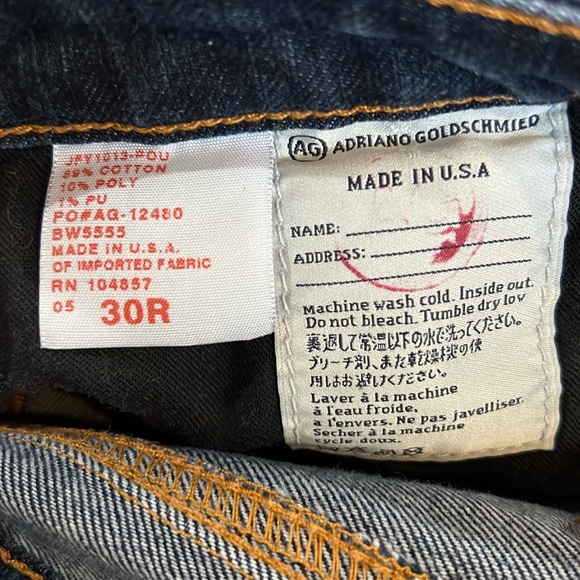 JFY1013-PDU
89% COTTON
10% POLY
1% PU
PO#AG-12480
BW5555
MADE IN U.S.A.
OF IMPORTED FABRIC
RN 104857
05 30R
AG ADRIANO GOLDSCHMIED
MADE IN U.S.A
NAME:
ADDRESS:
Machine wash cold. Inside out.
Do not bleach. Tumble dry low
裏返して常温以下の水で洗ってください。
ブリーチ剤、また乾燥機の使
用はお避けください。
Laver à la machine
à l'eau froide,
a l'envers. Ne pas javelliser.
Secher à la machine
cycle doux.